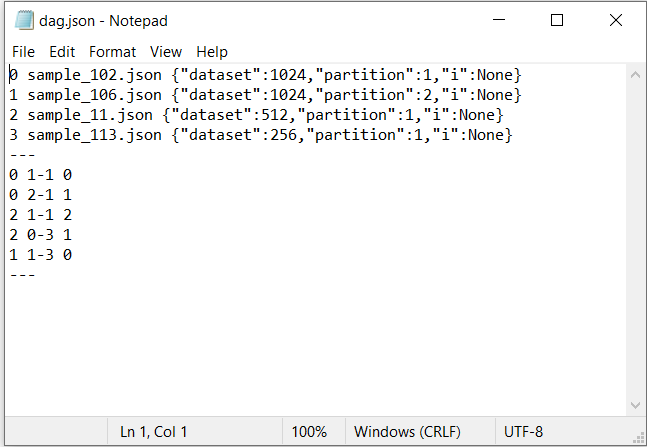 dag.json - Notepad
File Edit Format View Help
0 sample_102.json {"dataset":1024,"partition":1,"i":None}
1 sample_106.json {"dataset":1024,"partition":2,"i":None}
2 sample_11.json {"dataset":512,"partition":1,"i":None}
3 sample_113.json {"dataset":256,"partition":1,"i":None}
---
0 1-1 0
0 2-1 1
2 1-1 2
2 0-3 1
1 1-3 0
---
Ln 1, Col 1 100% Windows (CRLF) UTF-8